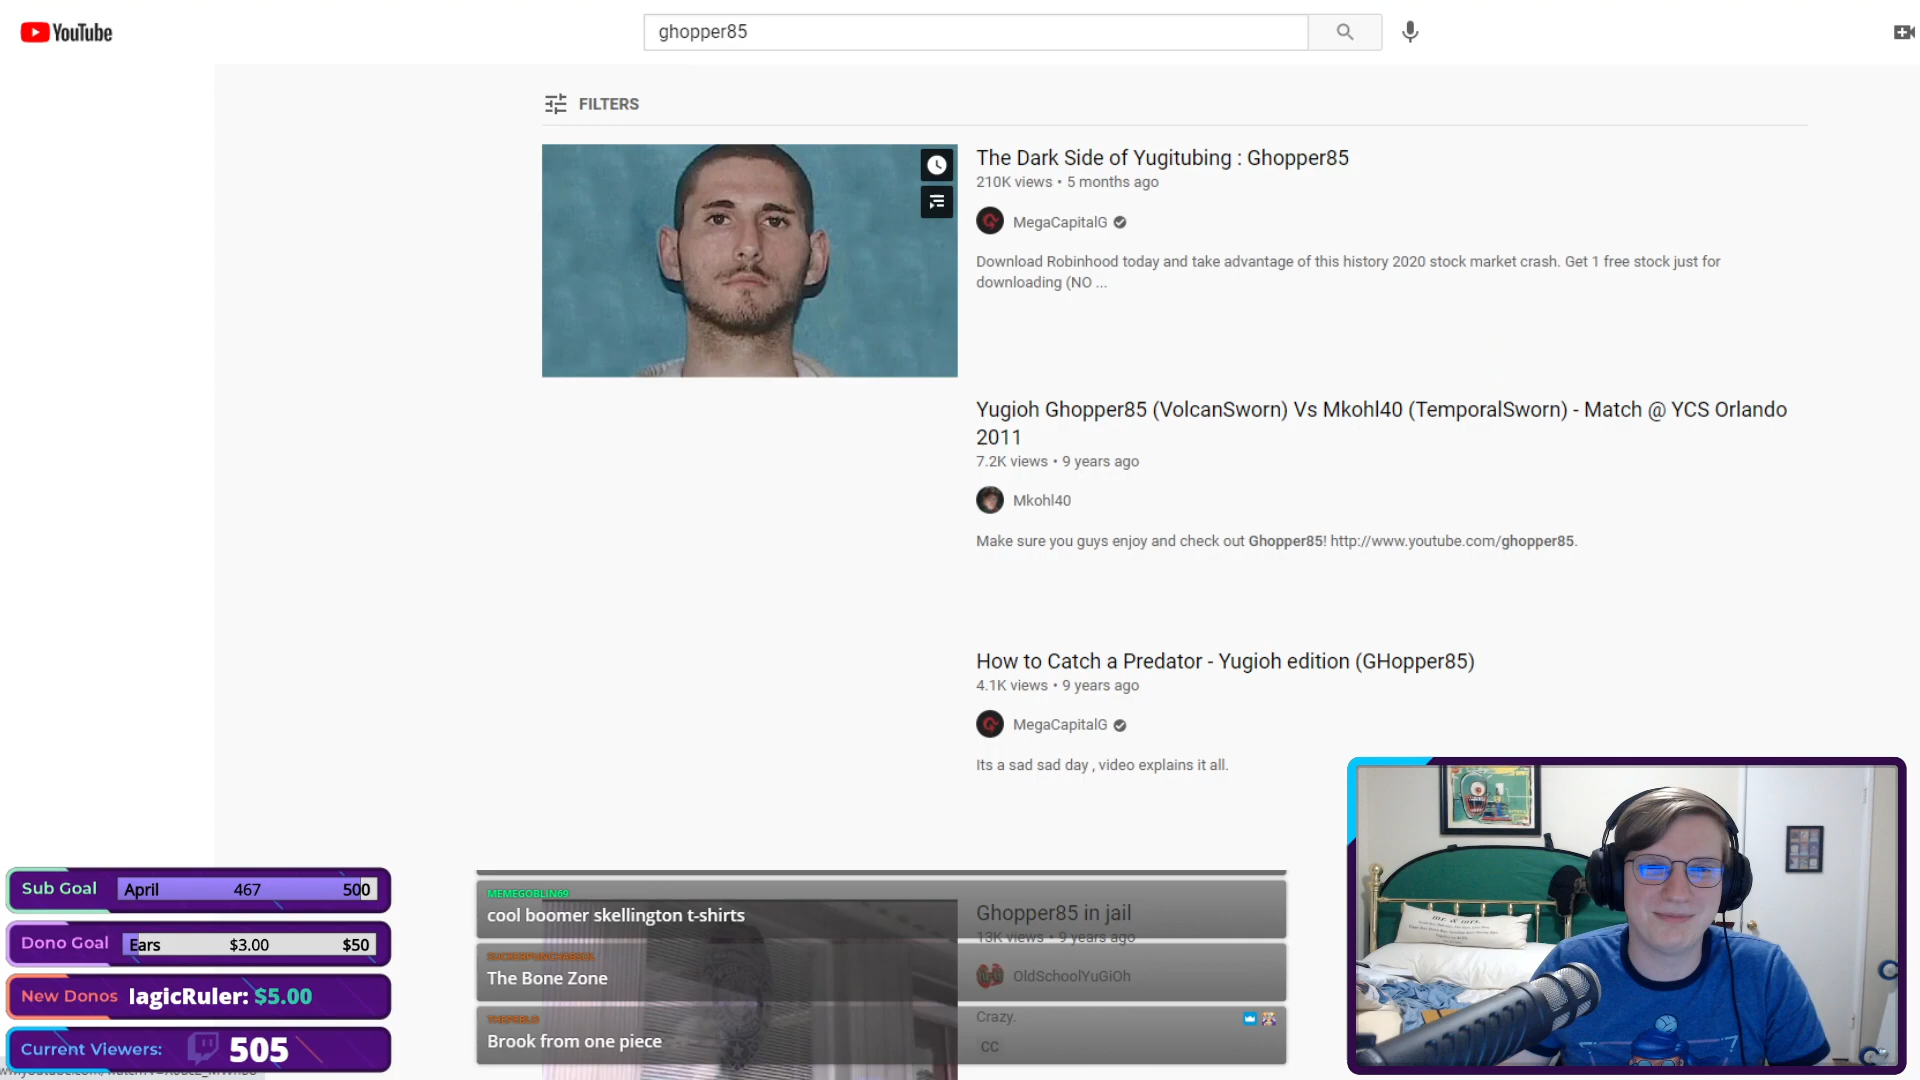 YouTube
ghopper85
FILTERS
The Dark Side of Yugitubing : Ghopper85
210K views • 5 months ago
MegaCapitalG
Download Robinhood today and take advantage of this history 2020 stock market crash. Get 1 free stock just for
downloading (NO ...
Yugioh Ghopper85 (VolcanSworn) Vs Mkohl40 (TemporalSworn) - Match @ YCS Orlando
2011
7.2K views • 9 years ago
Mkohl40
Make sure you guys enjoy and check out Ghopper85! http://www.youtube.com/ghopper85.
How to Catch a Predator - Yugioh edition (GHopper85)
4.1K views • 9 years ago
MegaCapitalG
Its a sad sad day , video explains it all.
Ghopper85 in jail
13K views • 9 years ago
OldSchoolYuGiOh
Crazy.
CC
MEMEGOBLIN69
cool boomer skellington t-shirts
The Bone Zone
Brook from one piece
Sub Goal April 467 500
Dono Goal Ears $3.00 $50
New Donos lagicRuler: $5.00
Current Viewers: 505
mr. & mrs.